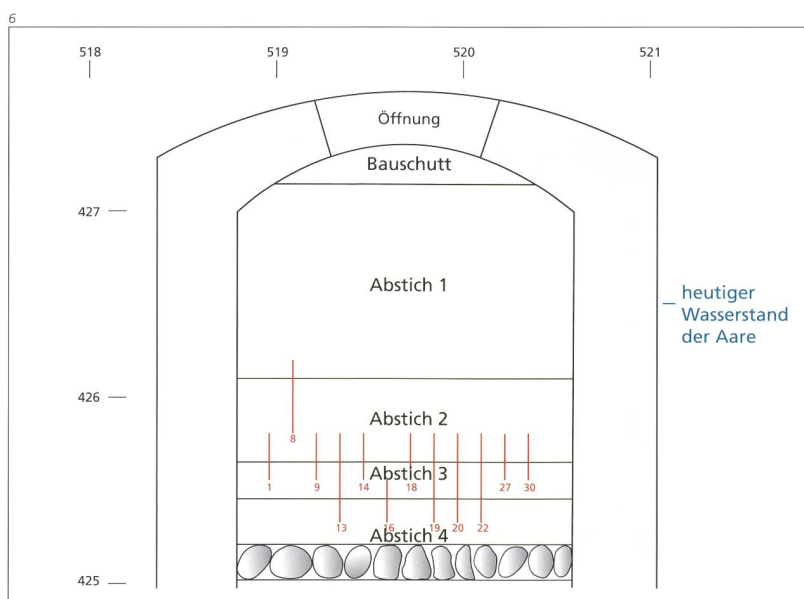 6
518 519 520 521
Öffnung
Bauschutt
427
Abstich 1
heutiger
Wasserstand
der Aare
426
Abstich 2
8
Abstich 3
1 9 14 18 27 30
13 16 19 20 22
Abstich 4
425